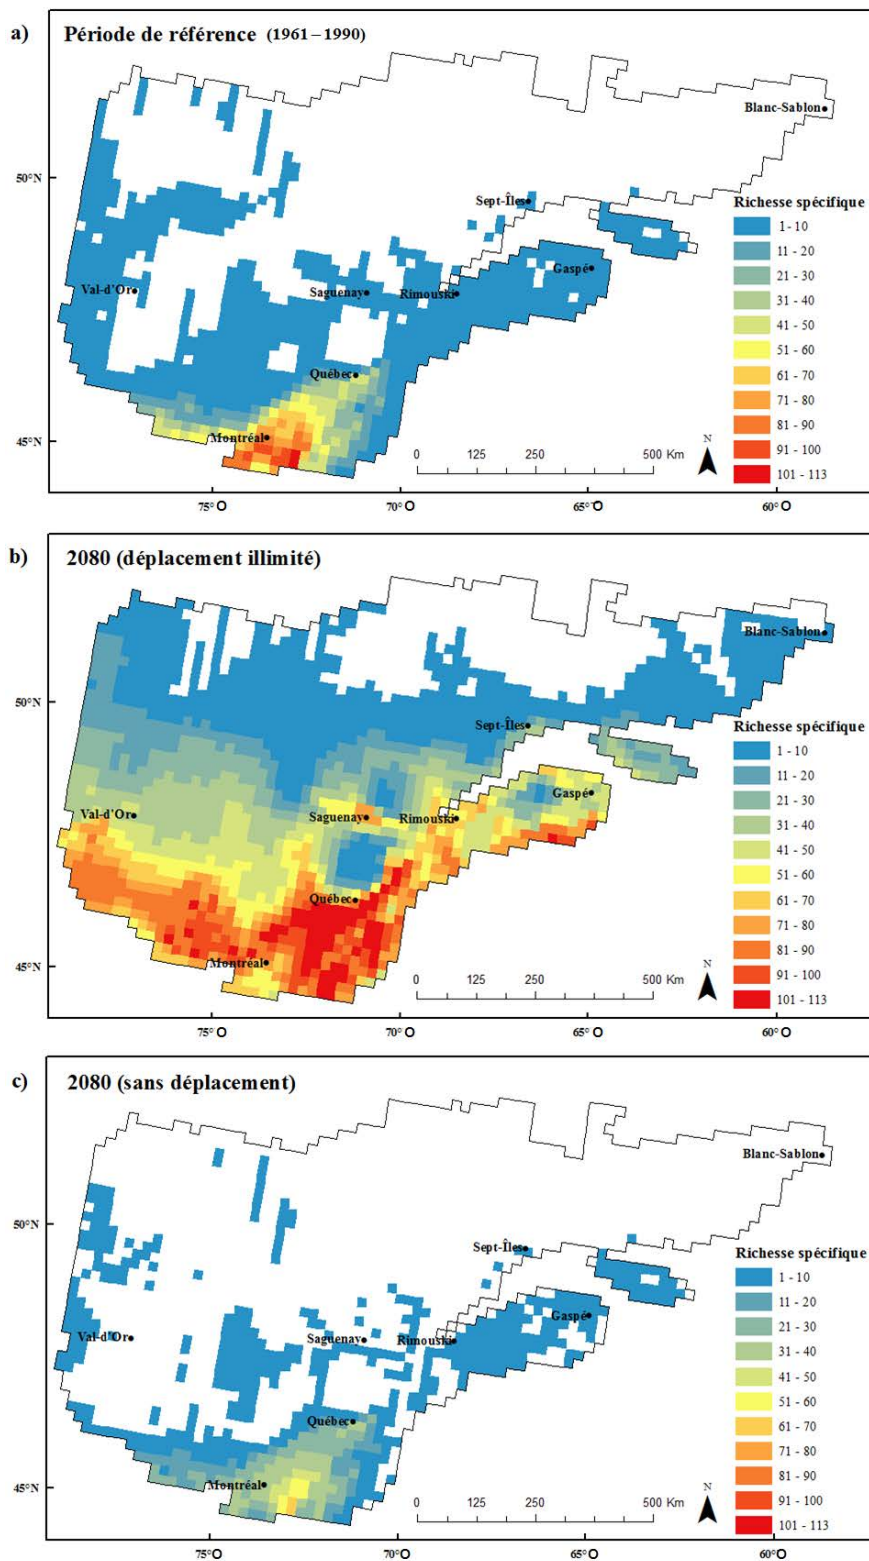 a) Période de référence (1961–1990)
Blanc-Sablon
50°N
Sept-Îles
Richesse spécifique
1 - 10
11 - 20
21 - 30
31 - 40
41 - 50
51 - 60
61 - 70
71 - 80
81 - 90
91 - 100
101 - 113
Gaspé
Val-d'Or
Saguenay
Rimouski
Québec
Montréal
45°N
0 125 250 500 Km
N
75°O 70°O 65°O 60°O
b) 2080 (déplacement illimité)
Blanc-Sablon
50°N
Sept-Îles
Richesse spécifique
1 - 10
11 - 20
21 - 30
31 - 40
41 - 50
51 - 60
61 - 70
71 - 80
81 - 90
91 - 100
101 - 113
Gaspé
Val-d'Or
Saguenay
Rimouski
Québec
Montréal
45°N
0 125 250 500 Km
N
75°O 70°O 65°O 60°O
c) 2080 (sans déplacement)
Blanc-Sablon
50°N
Sept-Îles
Richesse spécifique
1 - 10
11 - 20
21 - 30
31 - 40
41 - 50
51 - 60
61 - 70
71 - 80
81 - 90
91 - 100
101 - 113
Gaspé
Val-d'Or
Saguenay
Rimouski
Québec
Montréal
45°N
0 125 250 500 Km
N
75°O 70°O 65°O 60°O